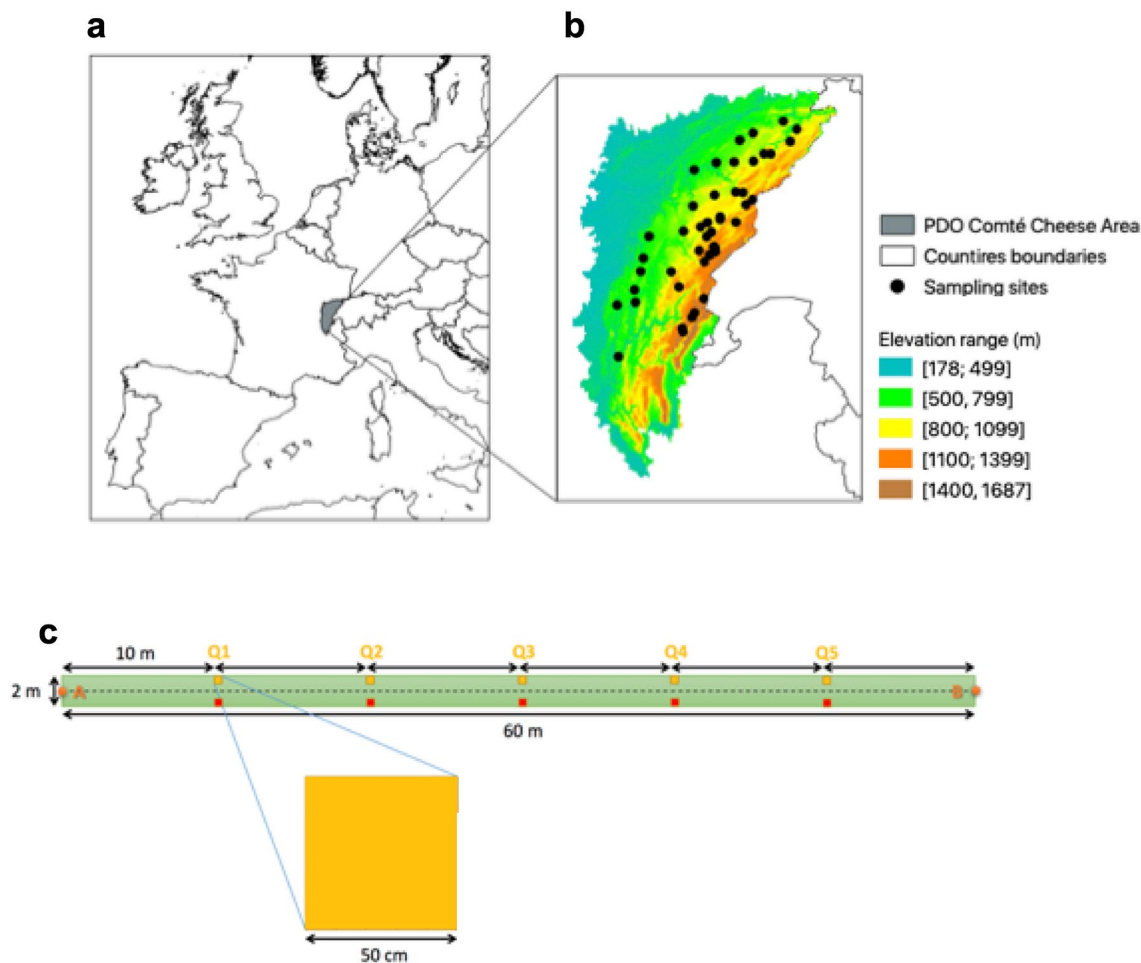 a
b
PDO Comté Cheese Area
Countires boundaries
Sampling sites
Elevation range (m)
[178; 499]
[500, 799]
[800; 1099]
[1100; 1399]
[1400, 1687]
c
10 m
Q1
Q2
Q3
Q4
Q5
2 m
A
B
60 m
50 cm